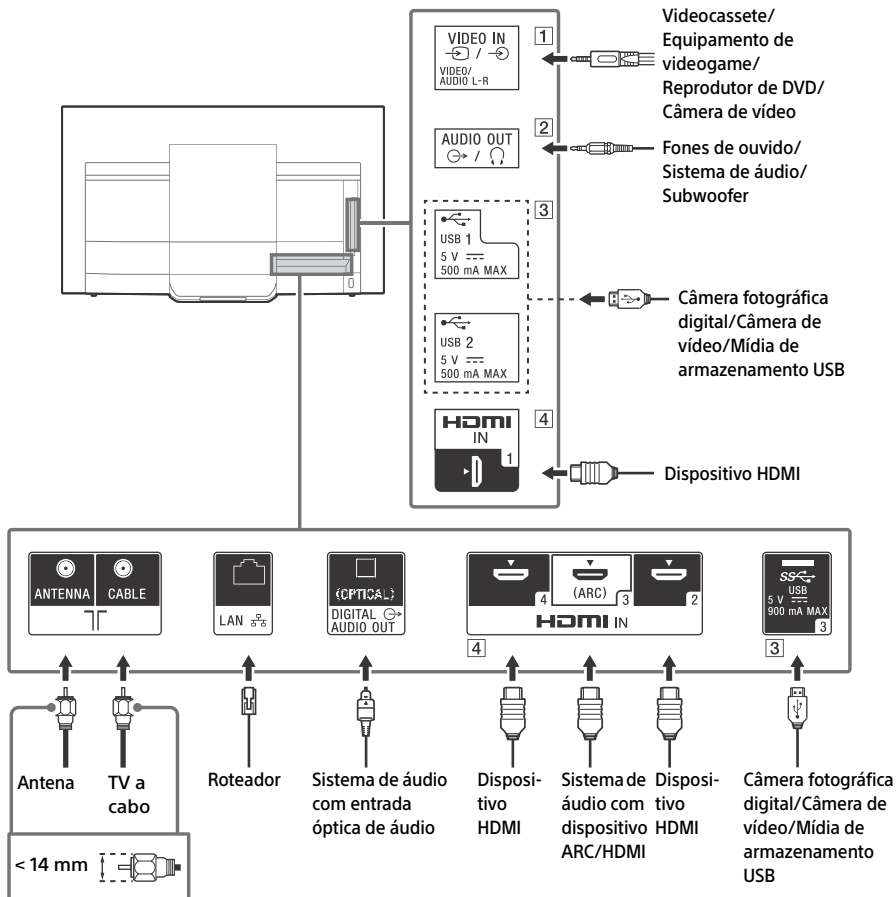 VIDEO IN
/
VIDEO/
AUDIO L-R
1
Videocassete/
Equipamento de
videogame/
Reprodutor de DVD/
Câmera de vídeo
AUDIO OUT
/
2
Fones de ouvido/
Sistema de áudio/
Subwoofer
3
USB 1
5 V
500 mA MAX
USB 2
5 V
500 mA MAX
Câmera fotográfica
digital/Câmera de
vídeo/Mídia de
armazenamento USB
HDMI
IN
1
4
Dispositivo HDMI
ANTENNA
CABLE
LAN
(OPTICAL)
DIGITAL
AUDIO OUT
4
(ARC)
3
2
HDMI IN
4
SS
USB
5 V
900 mA MAX
3
3
Antena
TV a
cabo
Roteador
Sistema de áudio
com entrada
óptica de áudio
Disposi-
tivo
HDMI
Sistema de
áudio com
dispositivo
ARC/HDMI
Disposi-
tivo
HDMI
Câmera fotográfica
digital/Câmera de
vídeo/Mídia de
armazenamento
USB
< 14 mm